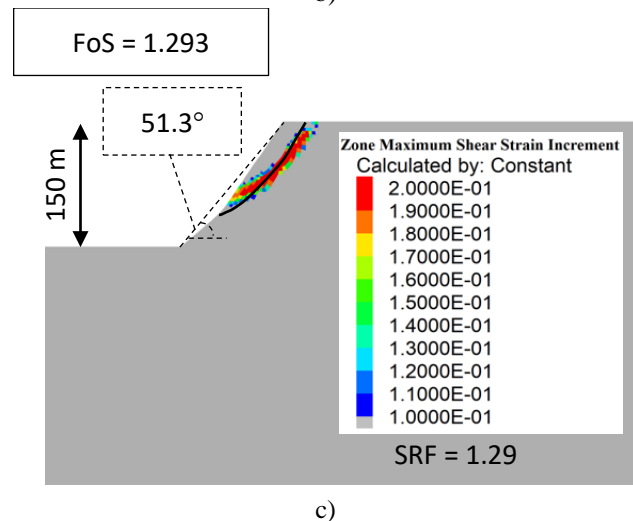 FoS = 1.293
51.3°
150 m
Zone Maximum Shear Strain Increment
Calculated by: Constant
2.0000E-01
1.9000E-01
1.8000E-01
1.7000E-01
1.6000E-01
1.5000E-01
1.4000E-01
1.3000E-01
1.2000E-01
1.1000E-01
1.0000E-01
SRF = 1.29
c)